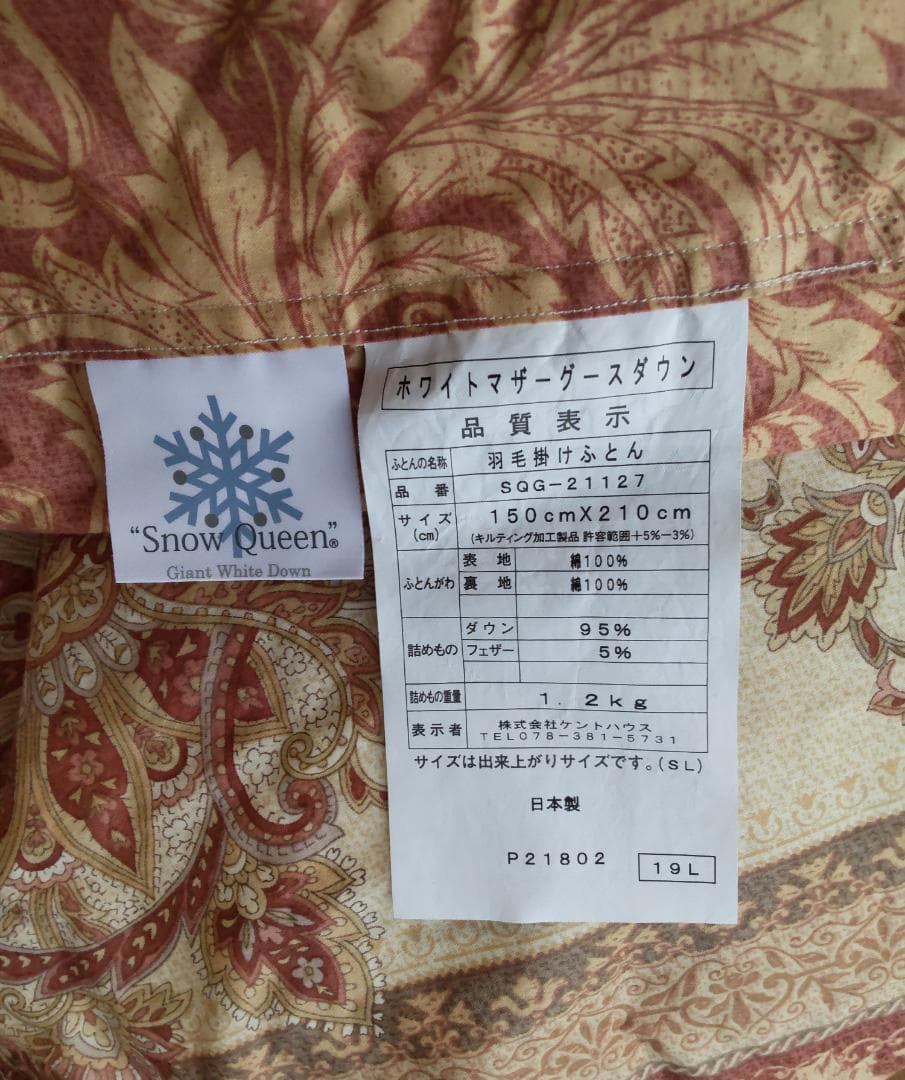 "Snow Queen"®
Giant White Down
ホワイトマザーグースダウン
品質表示
ふとんの名称 羽毛掛けふとん
品番 SQG-21127
サイズ(cm) 150cmX210cm
(キルティング加工製品 許容範囲+5%-3%)
ふとんがわ 表地 綿100%
裏地 綿100%
詰めもの ダウン 95%
フェザー 5%
詰めもの重量 1.2kg
表示者 株式会社ケントハウス
TEL078-381-5731
サイズは出来上がりサイズです。(SL)
日本製
P21802
19L